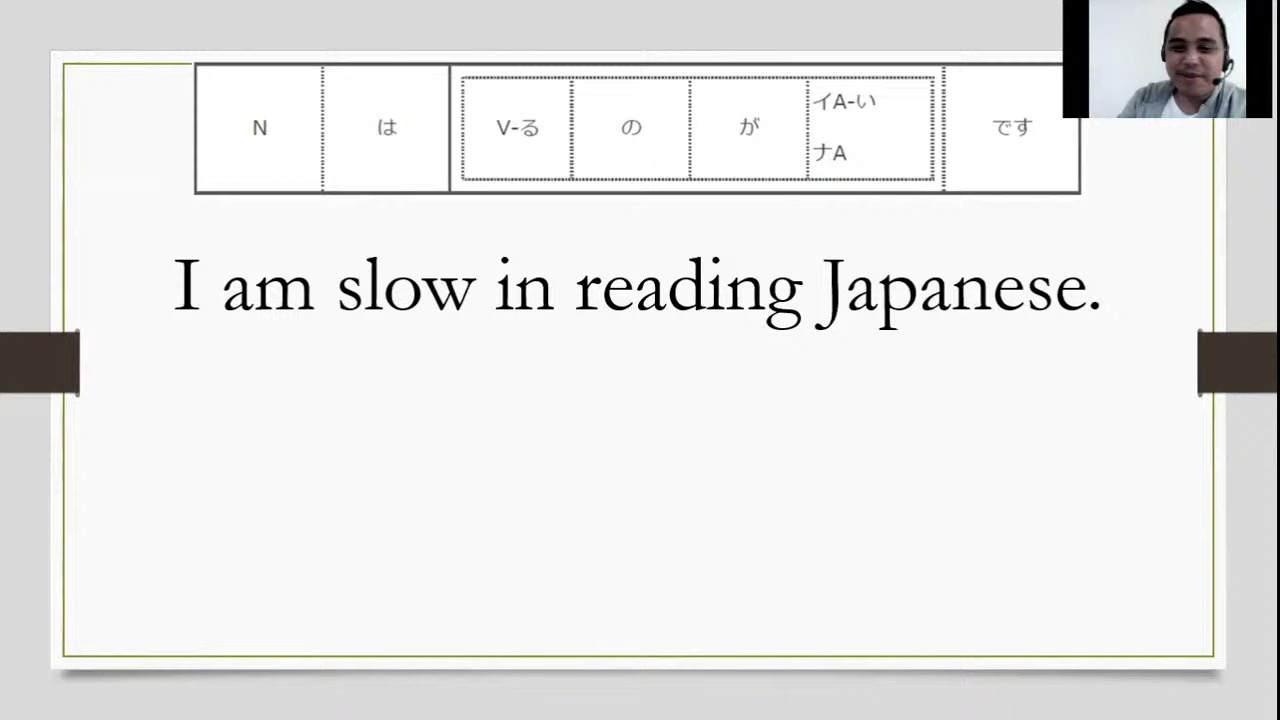 N は V-る の が イA-い ナA です
I am slow in reading Japanese.